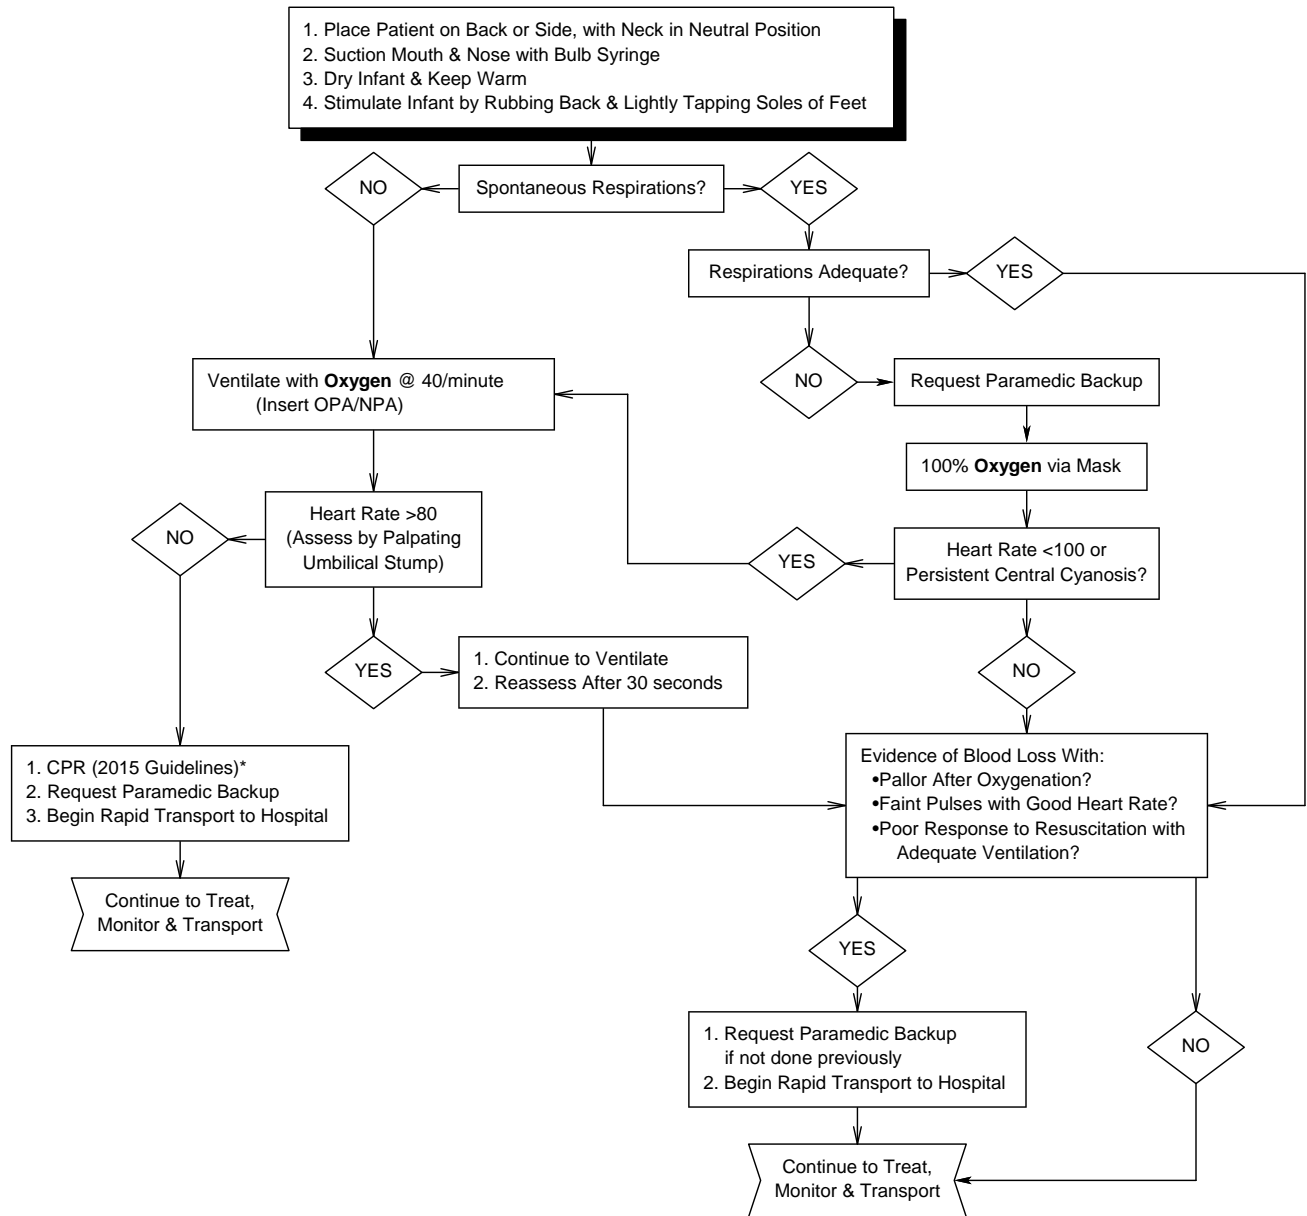 1. Place Patient on Back or Side, with Neck in Neutral Position
2. Suction Mouth & Nose with Bulb Syringe
3. Dry Infant & Keep Warm
4. Stimulate Infant by Rubbing Back & Lightly Tapping Soles of Feet
NO
Spontaneous Respirations?
YES
Respirations Adequate?
YES
NO
Request Paramedic Backup
Ventilate with Oxygen @ 40/minute
(Insert OPA/NPA)
100% Oxygen via Mask
NO
Heart Rate >80
(Assess by Palpating
Umbilical Stump)
YES
Heart Rate <100 or
Persistent Central Cyanosis?
YES
1. Continue to Ventilate
2. Reassess After 30 seconds
NO
1. CPR (2015 Guidelines)*
2. Request Paramedic Backup
3. Begin Rapid Transport to Hospital
Evidence of Blood Loss With:
•Pallor After Oxygenation?
•Faint Pulses with Good Heart Rate?
•Poor Response to Resuscitation with
Adequate Ventilation?
Continue to Treat,
Monitor & Transport
YES
NO
1. Request Paramedic Backup
if not done previously
2. Begin Rapid Transport to Hospital
Continue to Treat,
Monitor & Transport